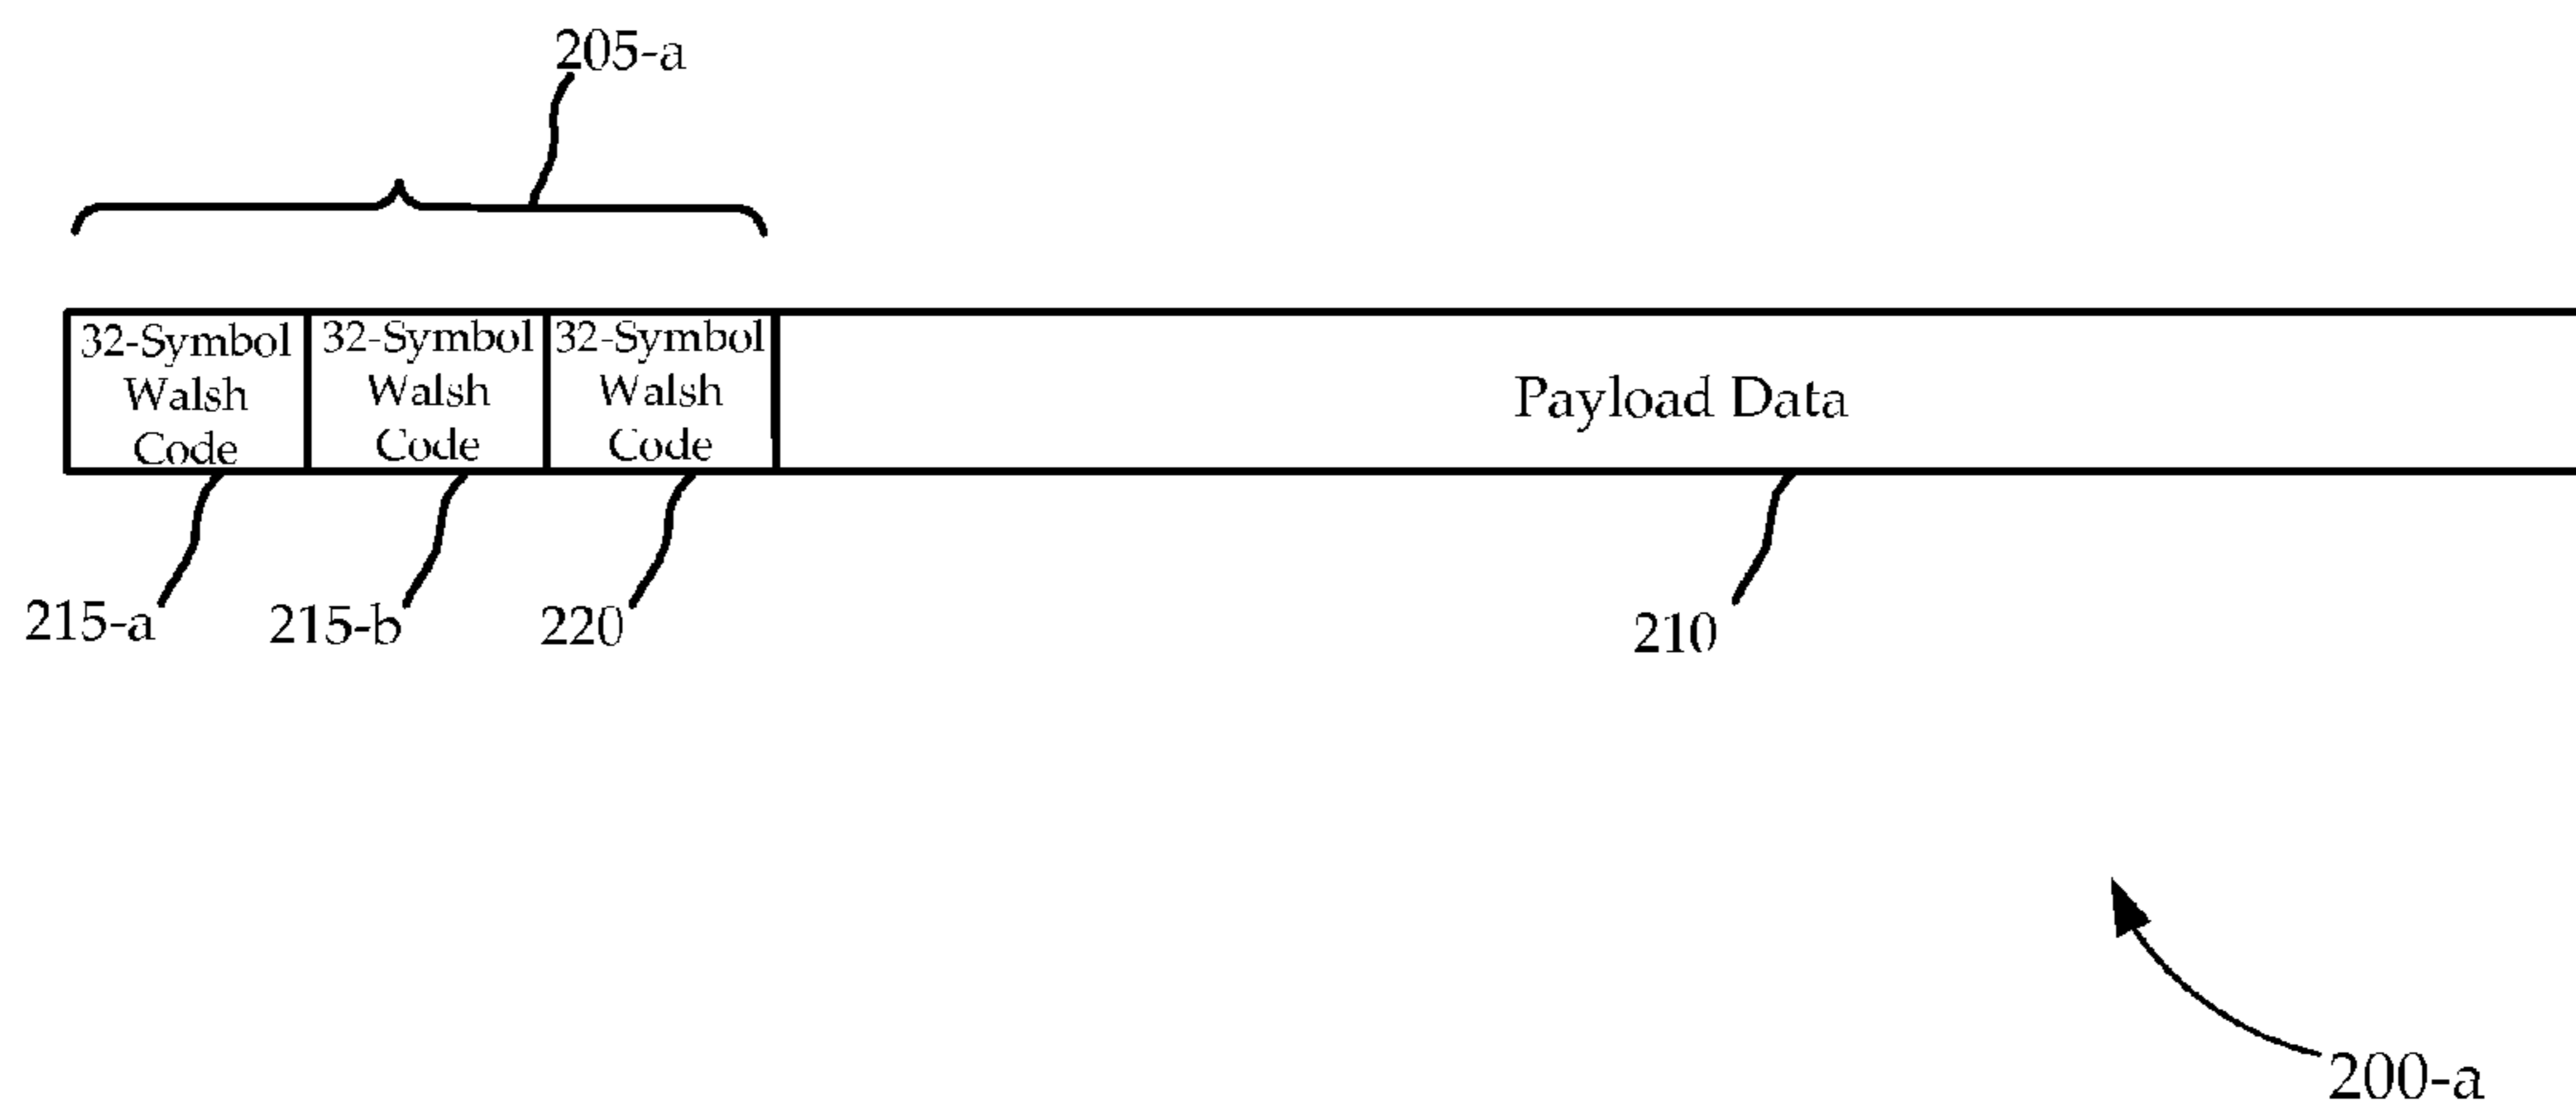 205-a
32-Symbol
Walsh
Code
32-Symbol
Walsh
Code
32-Symbol
Walsh
Code
Payload Data
215-a
215-b
220
210
200-a